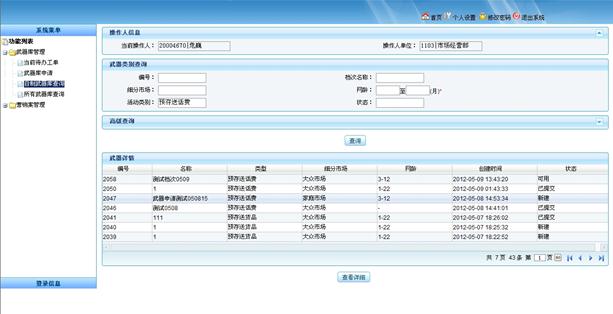 首页 个人设置 修改密码 退出系统
系统菜单
功能列表
武器库管理
当前待办工单
武器库申请
自制武器库查询
所有武器库查询
营销案管理
登录信息
操作人信息
当前操作人： 20004670|危巍 操作人单位： 1103|市场经营部
武器类别查询
编号： 档次名称：
细分市场： 网龄： 至 (月)*
活动类别： 预存送话费 状态：
高级查询
查询
武器详情
编号 名称 类型 细分市场 网龄 创建时间 状态
2058 测试档次0509 预存送话费 大众市场 3-12 2012-05-09 13:43:20 可用
2050 1 预存送话费 大众市场 1-22 2012-05-09 01:43:33 已提交
2047 武器申请测试050815 预存送话费 家庭市场 3-12 2012-05-08 14:53:34 新建
2046 测试0508 预存送话费 大众市场 - 2012-05-08 14:41:01 已提交
2041 111 预存送货品 大众市场 1-22 2012-05-07 18:26:02 已提交
2040 1 预存送货品 大众市场 1-22 2012-05-07 18:25:32 新建
2039 1 预存送货品 大众市场 1-22 2012-05-07 18:22:52 新建
共 7 页 43 条 第 1 页
查看详细